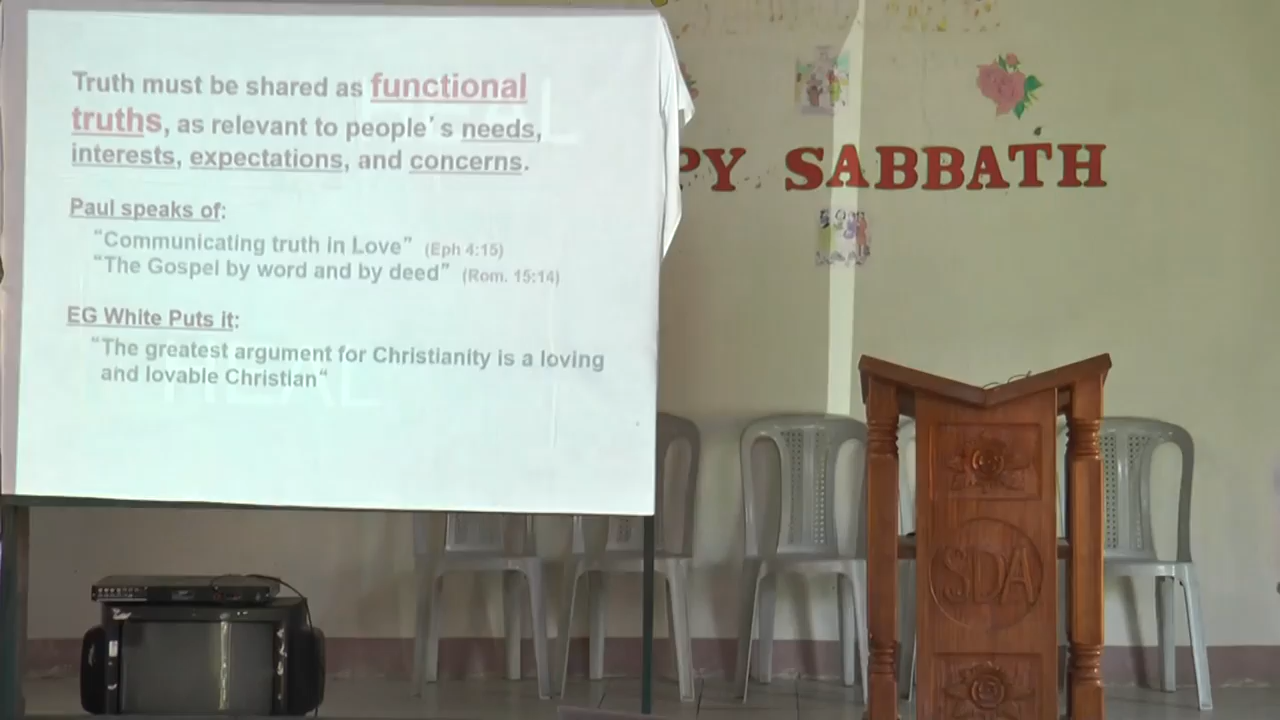 Truth must be shared as functional
truths, as relevant to people's needs,
interests, expectations, and concerns.
Paul speaks of:
“Communicating truth in Love” (Eph 4:15)
“The Gospel by word and by deed” (Rom. 15:14)
EG White Puts it:
“The greatest argument for Christianity is a loving
and lovable Christian“
PY SABBATH
SDA